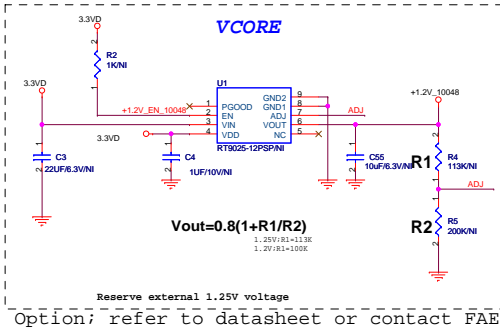 VCORE
3.3VD
R2
1K/NI
1
2
3.3VD
+1.2V_EN_10048
3.3VD
U1
1 PGOOD
2 EN
3 VIN
4 VDD
GND2 9
GND1 8
ADJ 7
VOUT 6
NC 5
RT9025-12PSP/NI
ADJ
+1.2V_10048
C3
22UF/6.3V/NI
C4
1UF/10V/NI
C55
10uF/6.3V/NI
R1
R4
113K/NI
ADJ
R2
R5
200K/NI
Vout=0.8(1+R1/R2)
1.25V:R1=113K
1.2V:R1=100K
Reserve external 1.25V voltage
Option; refer to datasheet or contact FAE